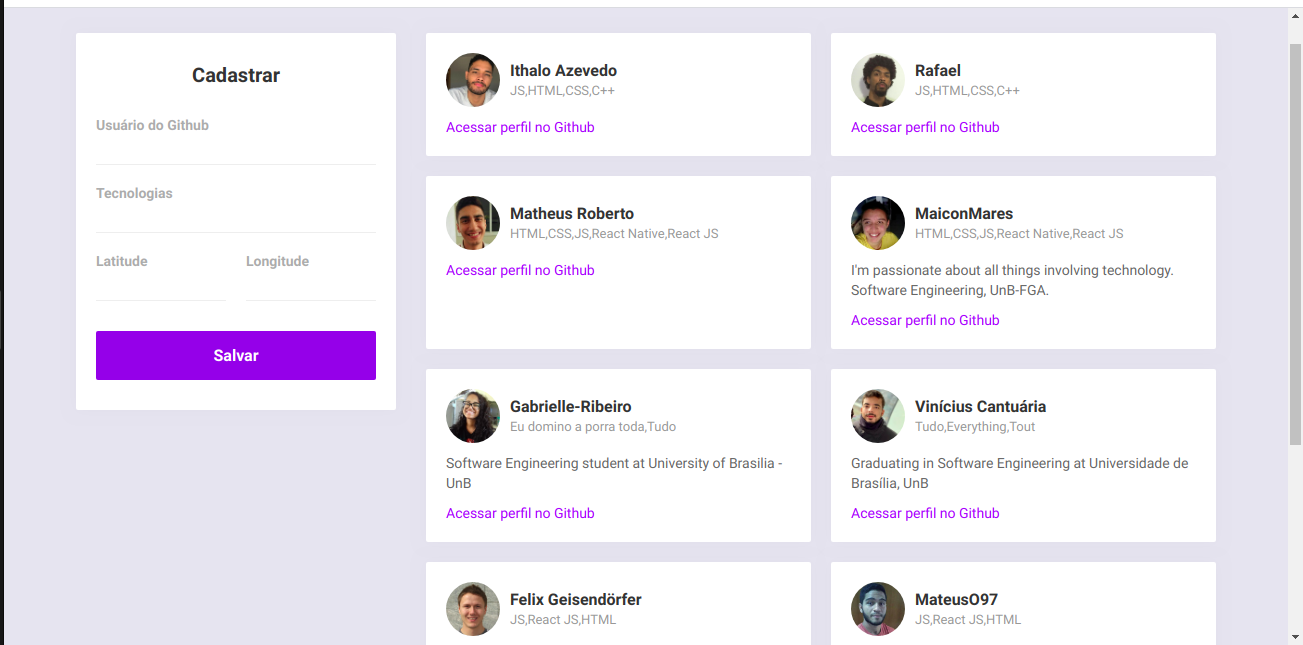 Cadastrar
Usuário do Github
Tecnologias
Latitude
Longitude
Salvar
Ithalo Azevedo
JS,HTML,CSS,C++
Acessar perfil no Github
Rafael
JS,HTML,CSS,C++
Acessar perfil no Github
Matheus Roberto
HTML,CSS,JS,React Native,React JS
Acessar perfil no Github
MaiconMares
HTML,CSS,JS,React Native,React JS
I'm passionate about all things involving technology.
Software Engineering, UnB-FGA.
Acessar perfil no Github
Gabrielle-Ribeiro
Eu domino a porra toda,Tudo
Software Engineering student at University of Brasilia -
UnB
Acessar perfil no Github
Vinícius Cantuária
Tudo,Everything,Tout
Graduating in Software Engineering at Universidade de
Brasília, UnB
Acessar perfil no Github
Felix Geisendörfer
JS,React JS,HTML
MateusO97
JS,React JS,HTML